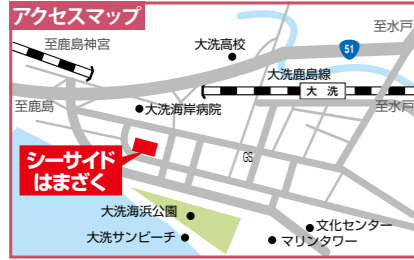 アクセスマップ
至水戸
至鹿島神宮
大洗高校
51
大洗鹿島線
大洗
至鹿島
大洗海岸病院
至水戸
シーサイド
はまぎく
GS
大洗海浜公園
文化センター
大洗サンビーチ
マリンタワー